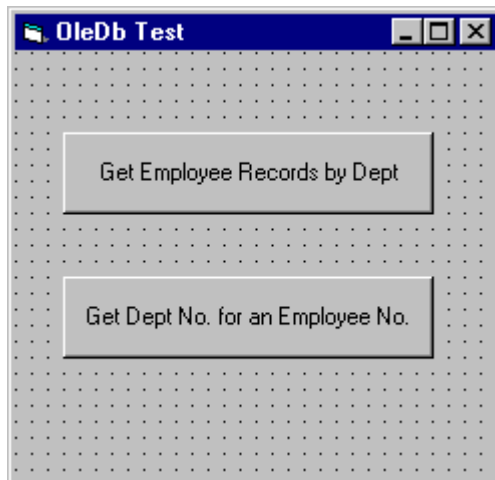 OleDb Test
Get Employee Records by Dept
Get Dept No. for an Employee No.